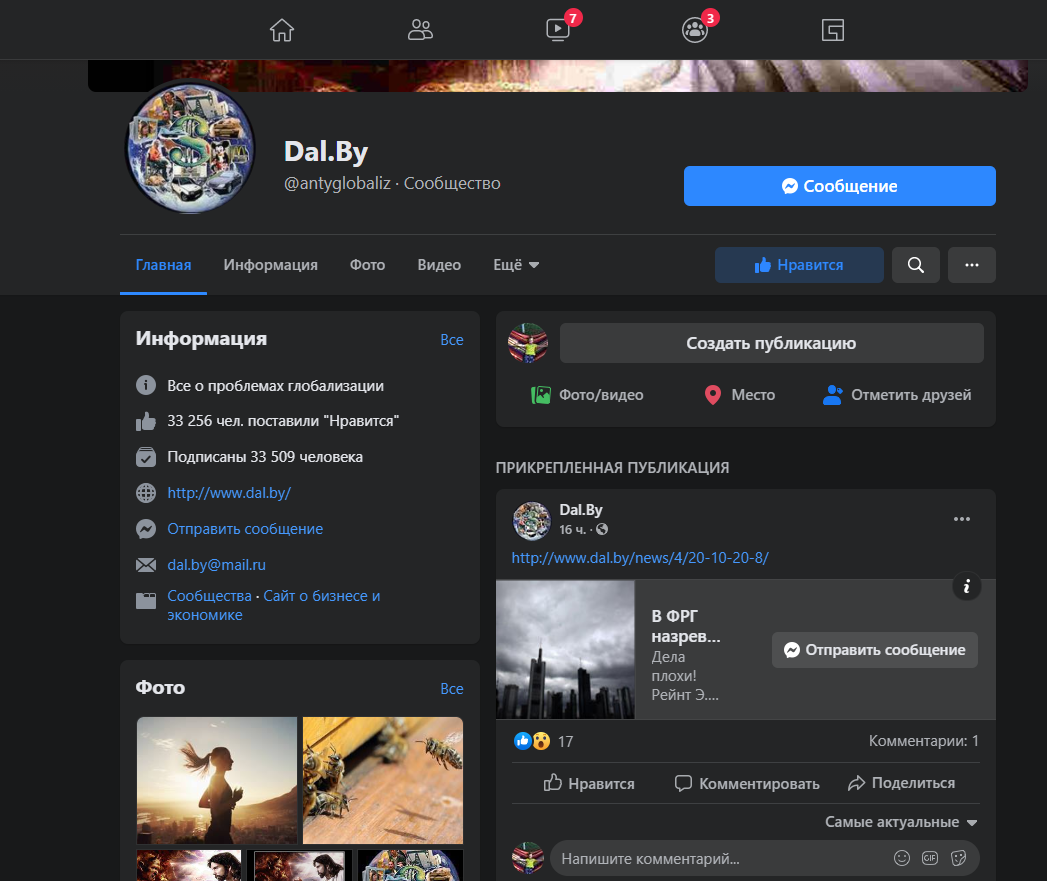 7
3
Dal.By
@antyglobaliz · Сообщество
Сообщение
Главная
Информация
Фото
Видео
Ещё
Нравится
Информация
Все
Все о проблемах глобализации
33 256 чел. поставили "Нравится"
Подписаны 33 509 человека
http://www.dal.by/
Отправить сообщение
dal.by@mail.ru
Сообщества · Сайт о бизнесе и
экономике
Фото
Все
Создать публикацию
Фото/видео
Место
Отметить друзей
ПРИКРЕПЛЕННАЯ ПУБЛИКАЦИЯ
Dal.By
16 ч. ·
http://www.dal.by/news/4/20-10-20-8/
В ФРГ
назрев...
Дела
плохи!
Рейнт Э....
Отправить сообщение
17
Комментарии: 1
Нравится
Комментировать
Поделиться
Самые актуальные
Напишите комментарий...
GIF